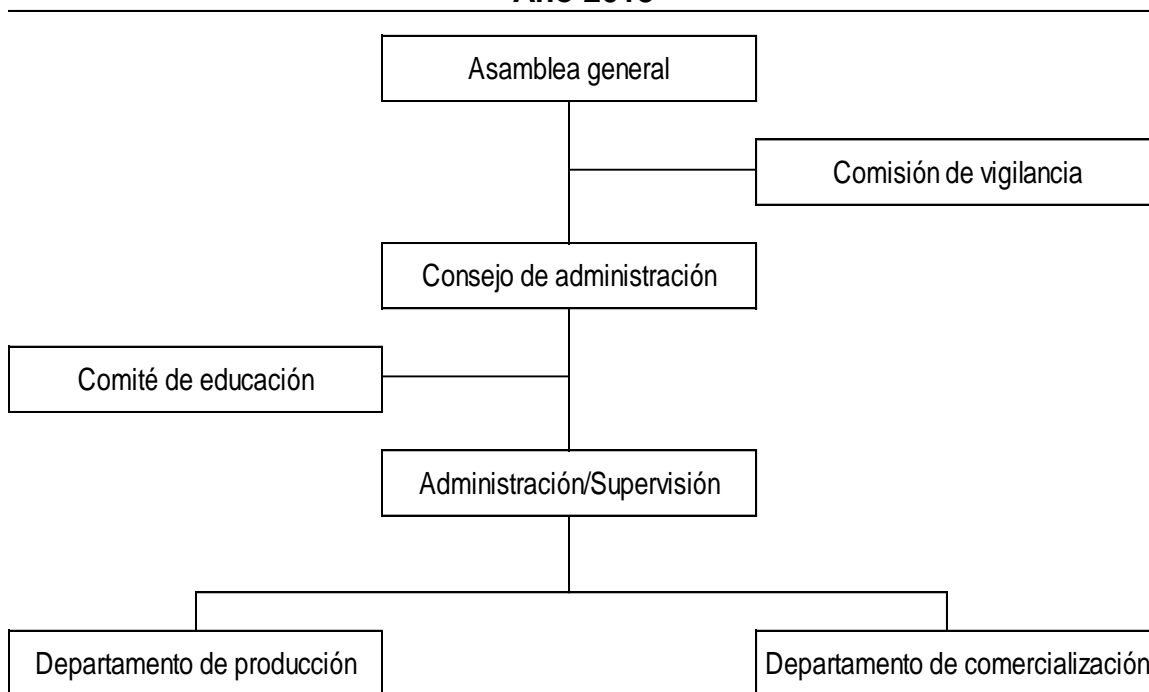 Asamblea general
Comisión de vigilancia
Consejo de administración
Comité de educación
Administración/Supervisión
Departamento de producción
Departamento de comercialización